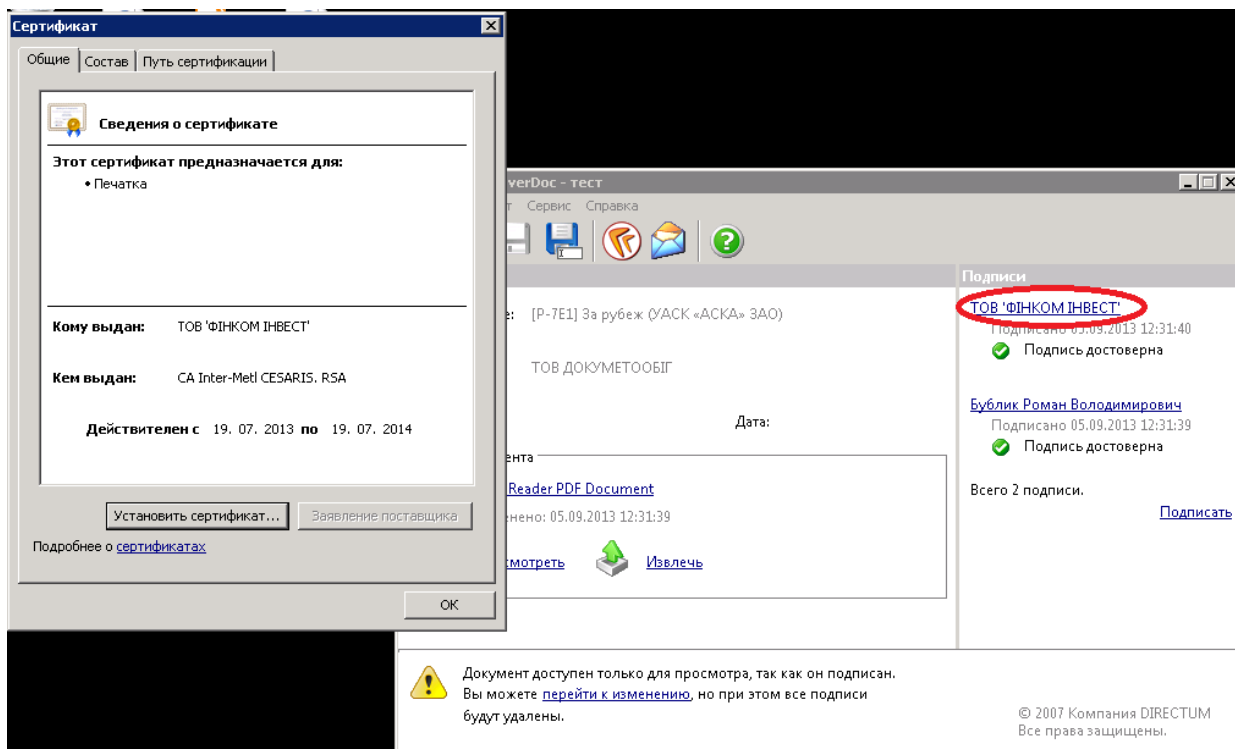 Сертификат
Общие
Состав
Путь сертификации
Сведения о сертификате
Этот сертификат предназначается для:
• Печатка
Кому выдан: ТОВ 'ФІНКОМ ІНВЕСТ'
Кем выдан: CA Inter-Metl CESARIS. RSA
Действителен с 19. 07. 2013 по 19. 07. 2014
Установить сертификат...
Заявление поставщика
Подробнее о сертификатах
OK
verDoc - тест
т Сервис Справка
е: [P-7E1] За рубеж (УАСК «АСКА» ЗАО)
ТОВ ДОКУМЕТООБІГ
Дата:
ента
Reader PDF Document
енено: 05.09.2013 12:31:39
смотреть
Извлечь
Подписи
ТОВ 'ФІНКОМ ІНВЕСТ'
Подписано 05.09.2013 12:31:40
Подпись достоверна
Бублик Роман Володимирович
Подписано 05.09.2013 12:31:39
Подпись достоверна
Всего 2 подписи.
Подписать
Документ доступен только для просмотра, так как он подписан.
Вы можете перейти к изменению, но при этом все подписи
будут удалены.
© 2007 Компания DIRECTUM
Все права защищены.